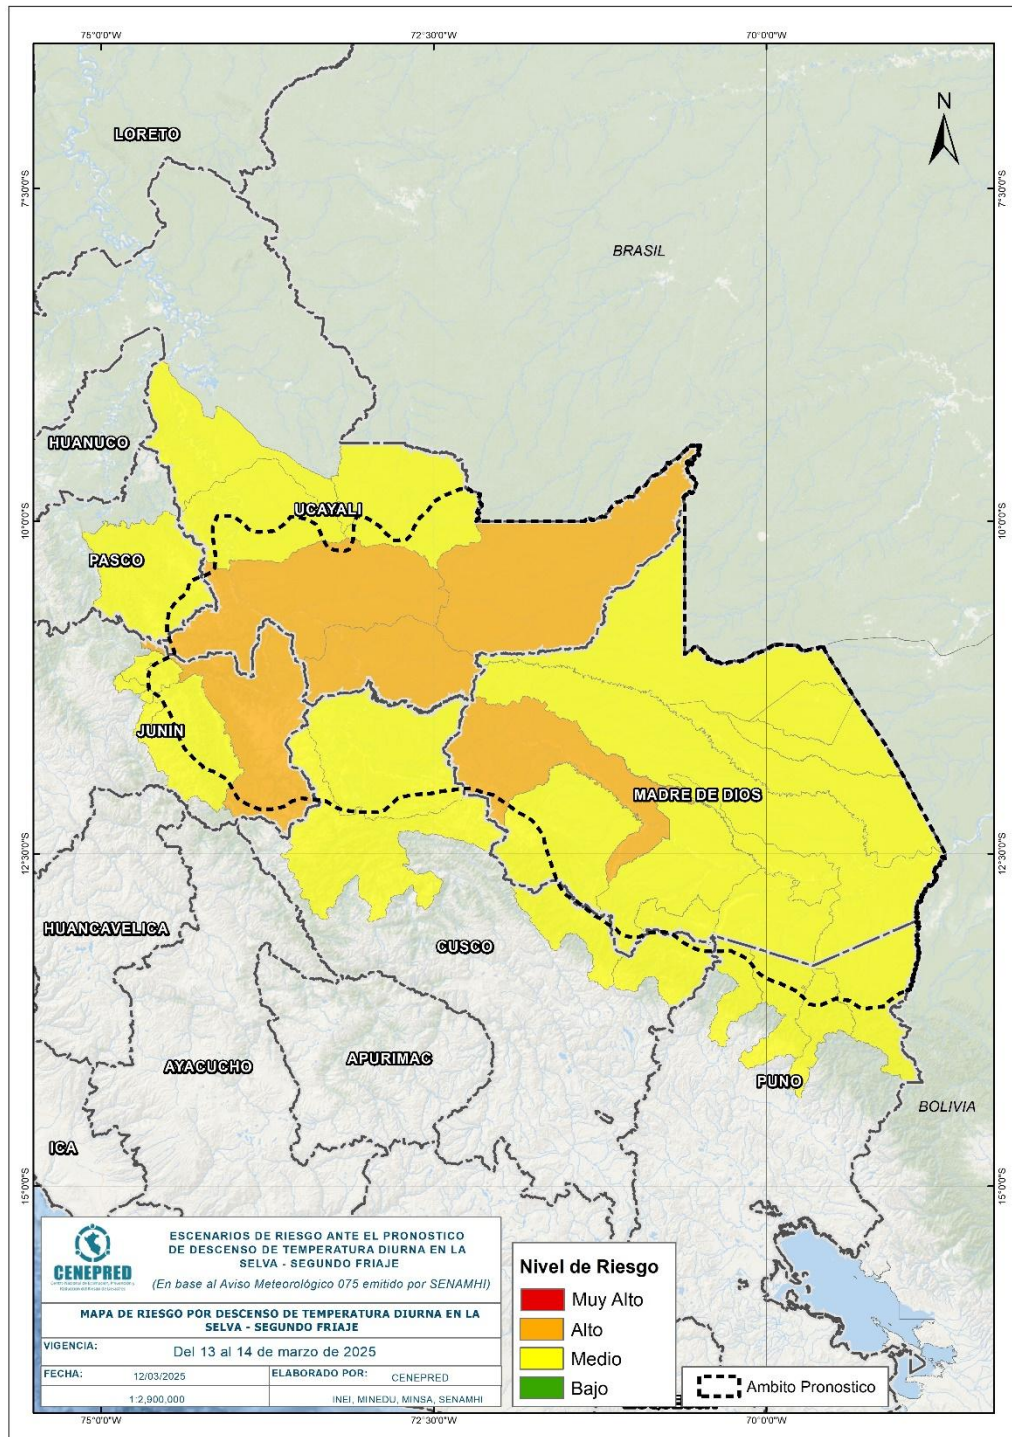 75°0'0"W
72°30'0"W
70°0'0"W
N
LORETO
7°30'0"S
7°30'0"S
BRASIL
HUANUCO
UCAYALI
10°0'0"S
10°0'0"S
PASCO
JUNÍN
MADRE DE DIOS
12°30'0"S
12°30'0"S
HUANCAVELICA
CUSCO
AYACUCHO
APURIMAC
PUNO
BOLIVIA
ICA
15°0'0"S
15°0'0"S
CENEPRED
ESCENARIOS DE RIESGO ANTE EL PRONOSTICO
DE DESCENSO DE TEMPERATURA DIURNA EN LA
SELVA - SEGUNDO FRIAJE
(En base al Aviso Meteorológico 075 emitido por SENAMHI)
MAPA DE RIESGO POR DESCENSO DE TEMPERATURA DIURNA EN LA
SELVA - SEGUNDO FRIAJE
VIGENCIA:
Del 13 al 14 de marzo de 2025
FECHA:
12/03/2025
ELABORADO POR:
CENEPRED
1:2,900,000
INEI, MINEDU, MINSA, SENAMHI
Nivel de Riesgo
Muy Alto
Alto
Medio
Bajo
Ambito Pronostico
75°0'0"W
72°30'0"W
70°0'0"W